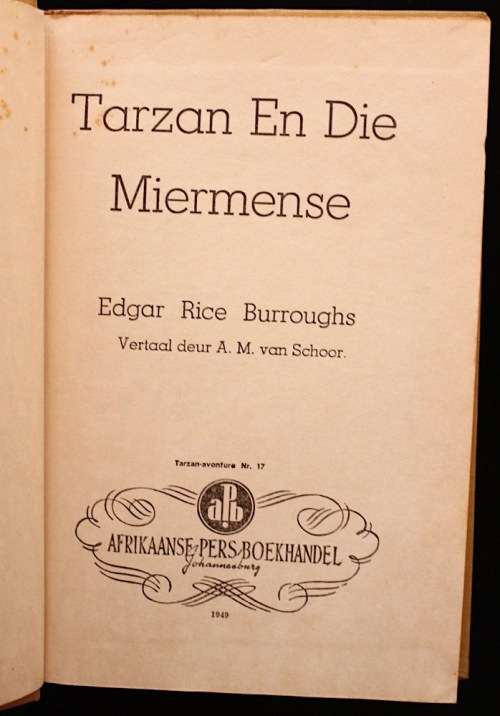 Tarzan En Die
Miermense
Edgar Rice Burroughs
Vertaal deur A. M. van Schoor.
Tarzan-avonture Nr. 17
aPb
AFRIKAANSE-PERS-BOEKHANDEL
Johannesburg
1949